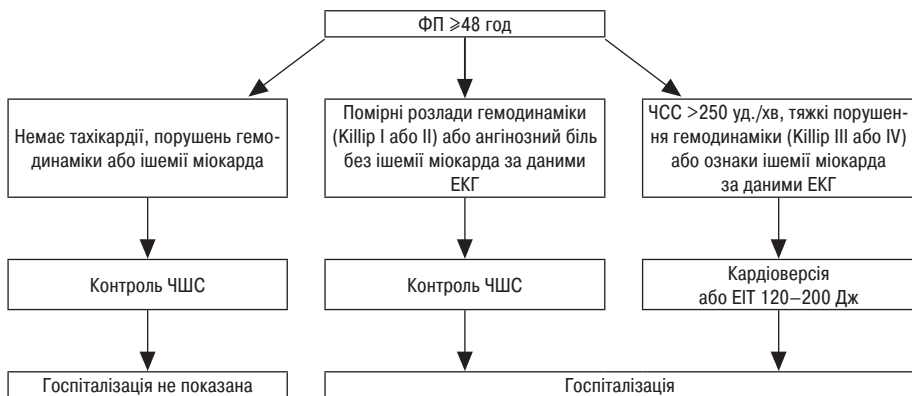 ФП ⩾48 год
Немає тахікардії, порушень гемо-
динаміки або ішемії міокарда
Помірні розлади гемодинаміки
(Killip I або II) або ангінозний біль
без ішемії міокарда за даними
ЕКГ
ЧСС >250 уд./хв, тяжкі порушен-
ня гемодинаміки (Killip III або IV)
або ознаки ішемії міокарда
за даними ЕКГ
Контроль ЧШС
Контроль ЧШС
Кардіоверсія
або ЕІТ 120–200 Дж
Госпіталізація не показана
Госпіталізація